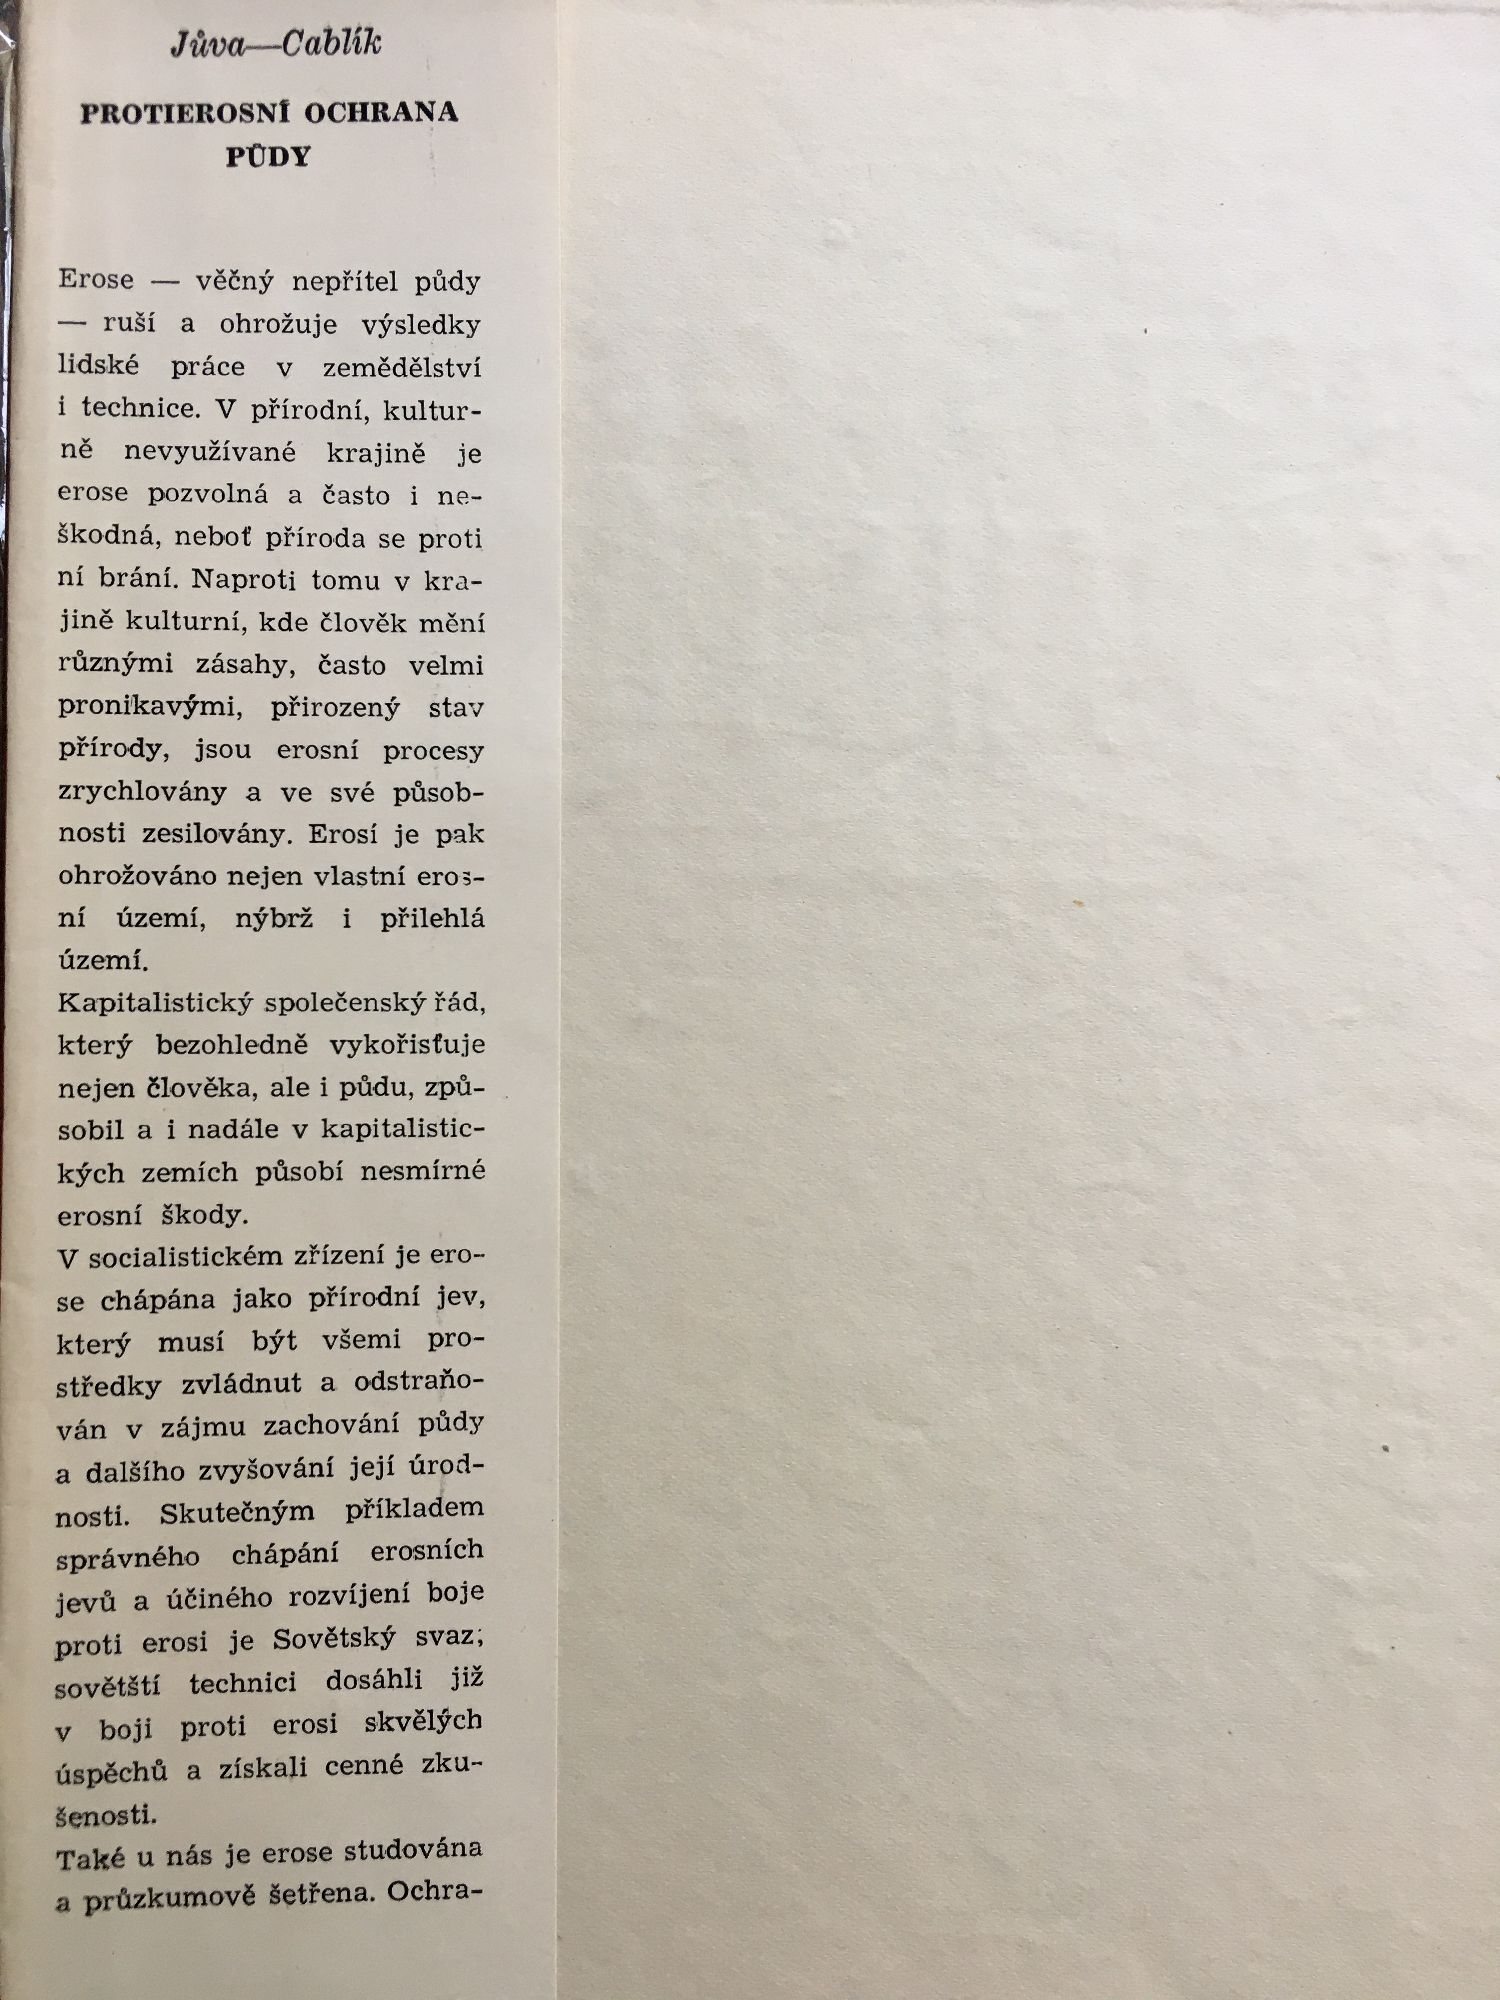 Jůva—Cablík
PROTIEROSNÍ OCHRANA
PŮDY
Erose — věčný nepřítel půdy
— ruší a ohrožuje výsledky
lidské práce v zemědělství
i technice. V přírodní, kultur-
ně nevyužívané krajině je
erose pozvolná a často i ne-
škodná, neboť příroda se proti
ní brání. Naproti tomu v kra-
jině kulturní, kde člověk mění
různými zásahy, často velmi
pronikavými, přirozený stav
přírody, jsou erosní procesy
zrychlovány a ve své působ-
nosti zesilovány. Erosí je pak
ohrožováno nejen vlastní eros-
ní území, nýbrž i přilehlá
území.
Kapitalistický společenský řád,
který bezohledně vykořisťuje
nejen člověka, ale i půdu, způ-
sobil a i nadále v kapitalistic-
kých zemích působí nesmírné
erosní škody.
V socialistickém zřízení je ero-
se chápána jako přírodní jev,
který musí být všemi pro-
středky zvládnut a odstraňo-
ván v zájmu zachování půdy
a dalšího zvyšování její úrod-
nosti. Skutečným příkladem
správného chápání erosních
jevů a účiného rozvíjení boje
proti erosi je Sovětský svaz;
sovětští technici dosáhli již
v boji proti erosi skvělých
úspěchů a získali cenné zku-
šenosti.
Také u nás je erose studována
a průzkumově šetřena. Ochra-